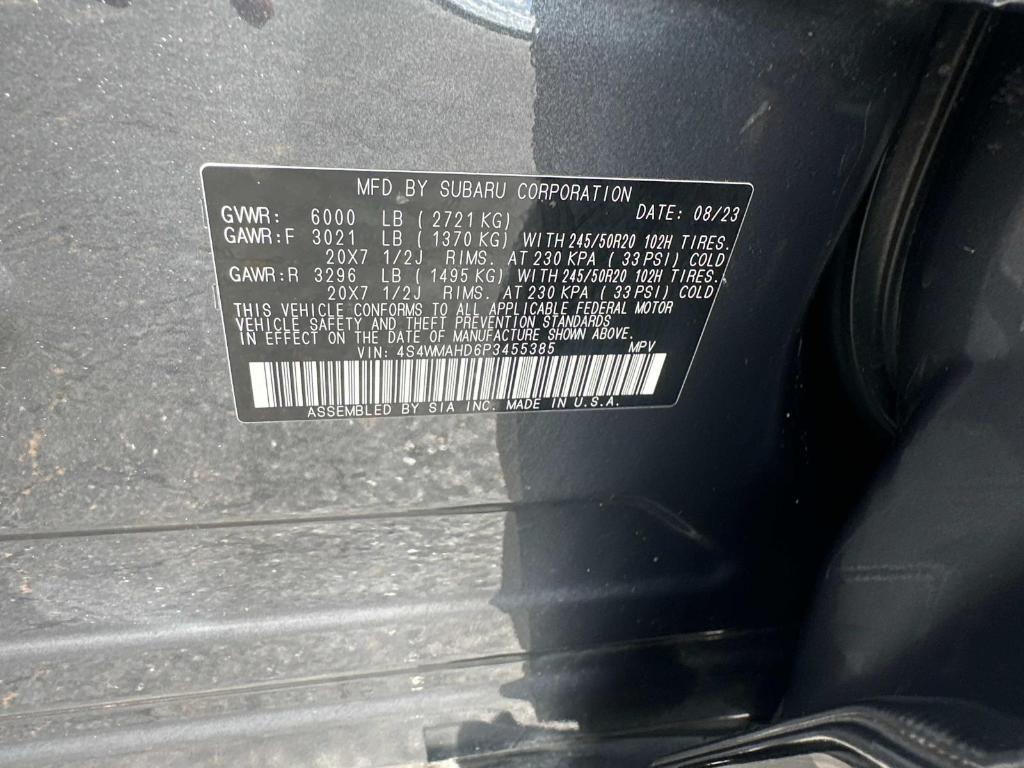 MFD BY SUBARU CORPORATION
GVWR: 6000 LB ( 2721 KG) DATE: 08/23
GAWR:F 3021 LB ( 1370 KG) WITH 245/50R20 102H TIRES.
20X7 1/2J RIMS. AT 230 KPA ( 33 PSI) COLD
GAWR:R 3296 LB ( 1495 KG) WITH 245/50R20 102H TIRES.
20X7 1/2J RIMS. AT 230 KPA ( 33 PSI) COLD
THIS VEHICLE CONFORMS TO ALL APPLICABLE FEDERAL MOTOR
VEHICLE SAFETY AND THEFT PREVENTION STANDARDS
IN EFFECT ON THE DATE OF MANUFACTURE SHOWN ABOVE.
VIN: 4S4WMAHD6P3455385 MPV
ASSEMBLED BY SIA INC. MADE IN U.S.A.